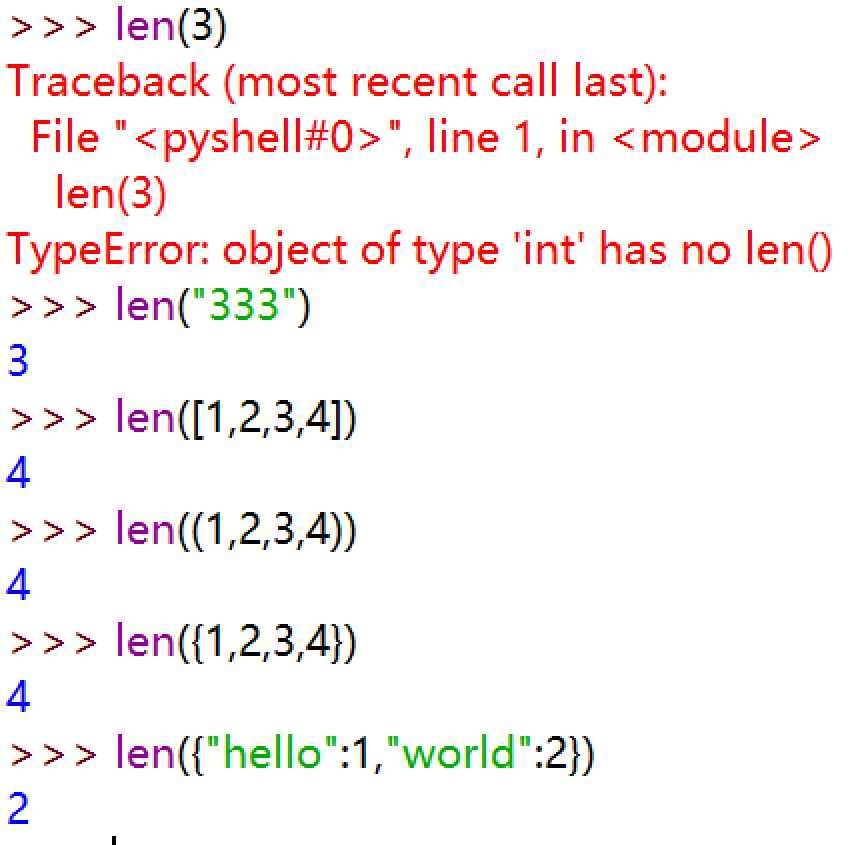 >>> len(3)
Traceback (most recent call last):
  File "<pyshell#0>", line 1, in <module>
    len(3)
TypeError: object of type 'int' has no len()
>>> len("333")
3
>>> len([1,2,3,4])
4
>>> len((1,2,3,4))
4
>>> len({1,2,3,4})
4
>>> len({"hello":1,"world":2})
2